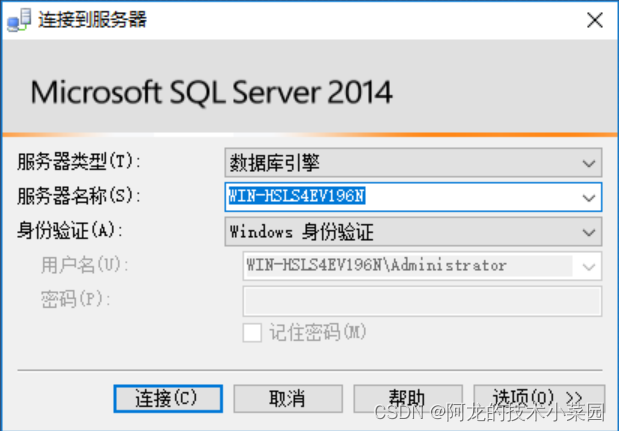 连接到服务器
Microsoft SQL Server 2014
服务器类型(T):
数据库引擎
服务器名称(S):
WIN-HSLS4EV196N
身份验证(A):
Windows 身份验证
用户名(U):
WIN-HSLS4EV196N\Administrator
密码(P):
记住密码(M)
连接(C)
取消
帮助
选项(O) >>
CSDN @阿龙的技术小菜园